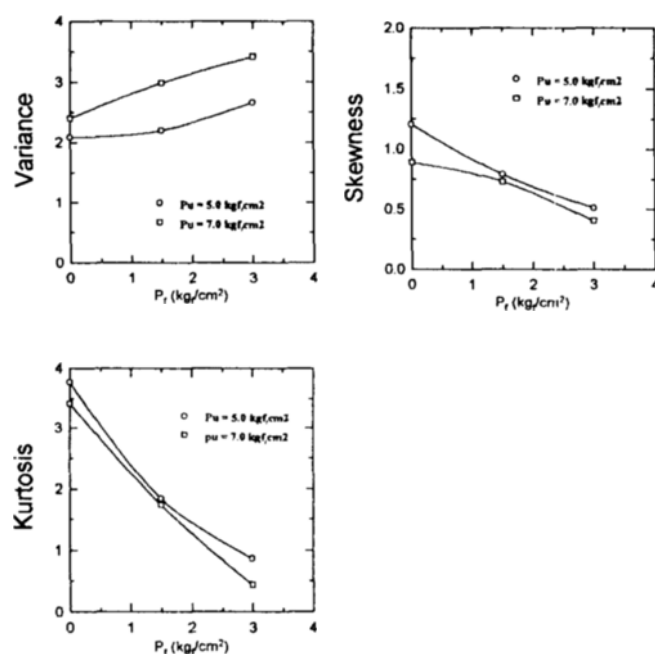 Variance
4
3
2
1
0
○ Pu = 5.0 kgf,cm2
□ Pu = 7.0 kgf,cm2
0 1 2 3 4
Pr (kgf/cm²)
Skewness
2.0
1.5
1.0
0.5
0.0
○ Pu = 5.0 kgf,cm2
□ Pu = 7.0 kgf,cm2
0 1 2 3 4
Pr (kgf/cm²)
Kurtosis
4
3
2
1
0
○ Pu = 5.0 kgf,cm2
□ pu = 7.0 kgf,cm2
0 1 2 3 4
Pr (kgf/cm²)